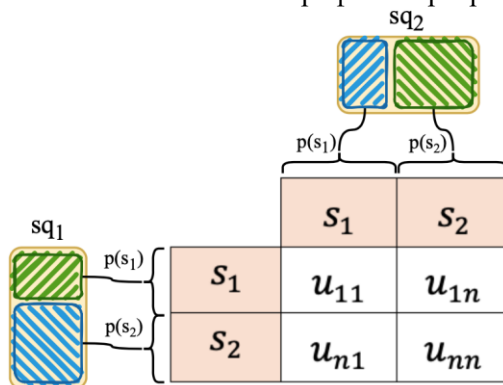 sq₂
p(s₁) p(s₂)
s₁ s₂
sq₁
p(s₁) s₁ u₁₁ u₁ₙ
p(s₂) s₂ uₙ₁ uₙₙ